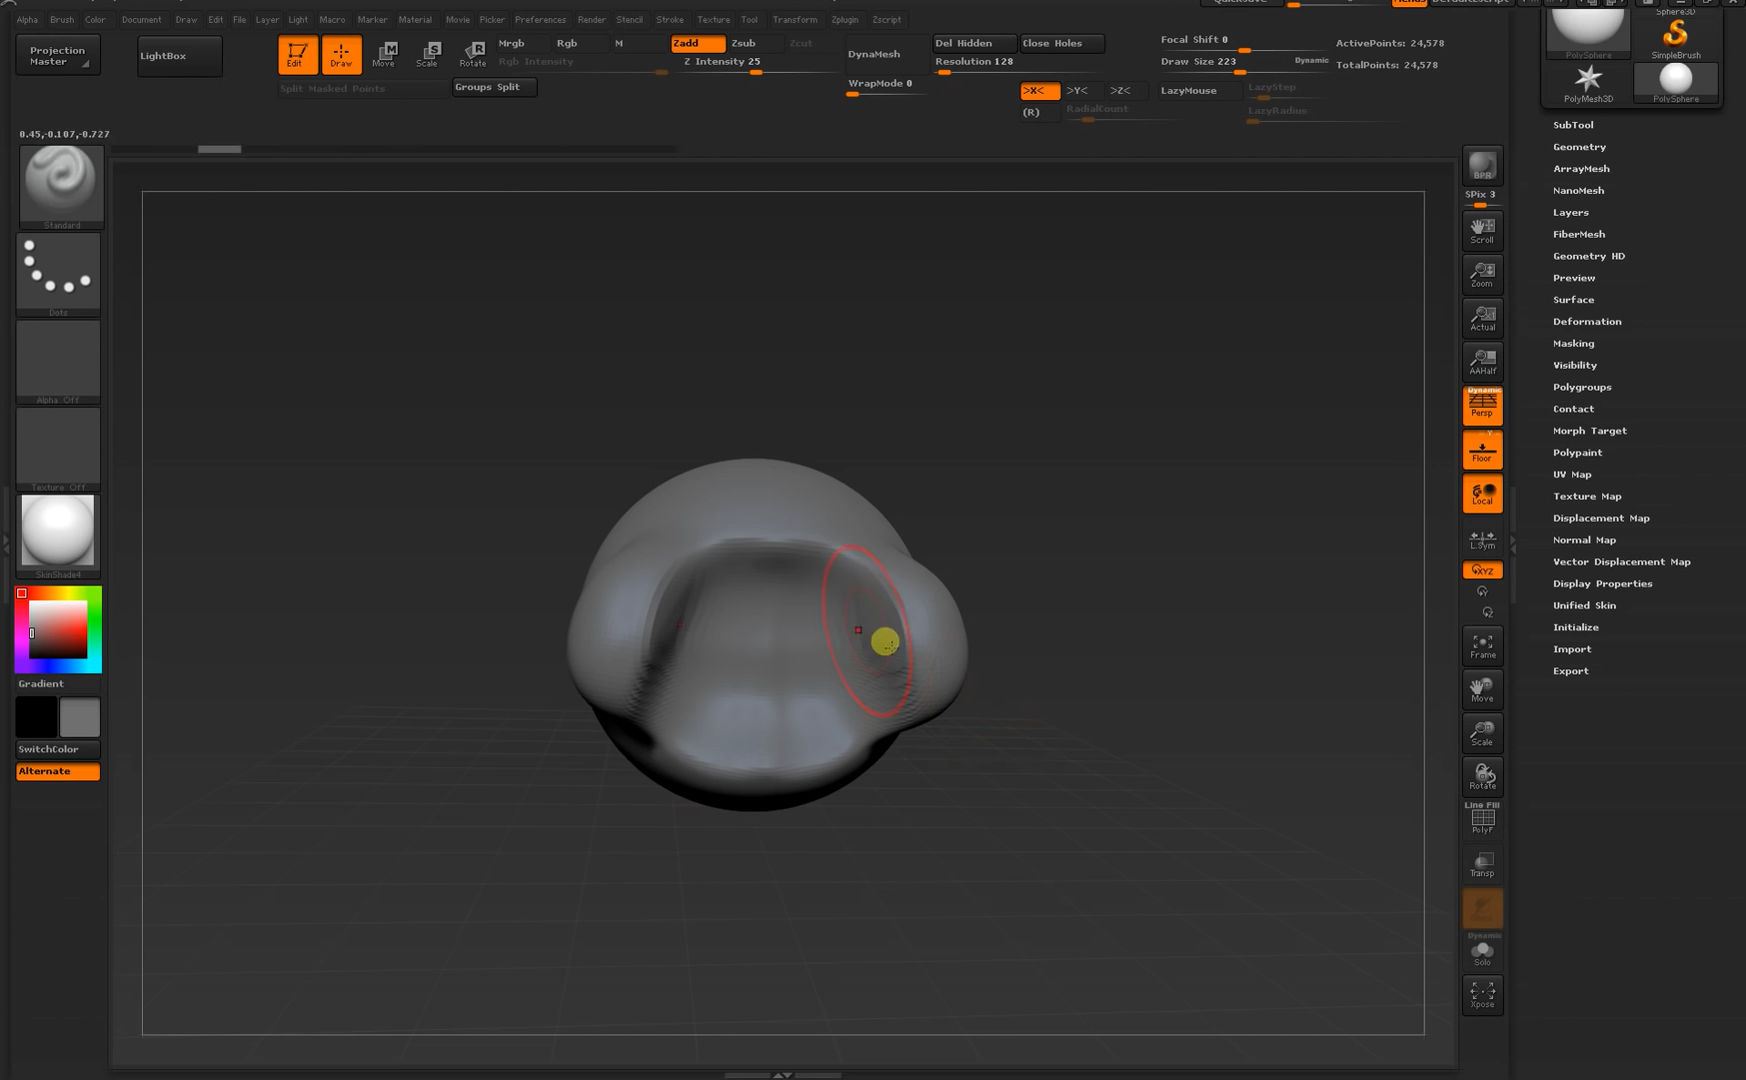 QuickSave
Menus
DefaultZScript
Alpha Brush Color Document Draw Edit File Layer Light Macro Marker Material Movie Picker Preferences Render Stencil Stroke Texture Tool Transform Zplugin Zscript
Projection
Master
LightBox
Edit
Draw
Move
Scale
Rotate
Mrgb
Rgb
M
Zadd
Zsub
Zcut
Rgb Intensity
Z Intensity 25
Split Masked Points
Groups Split
DynaMesh
WrapMode 0
Del Hidden
Close Holes
Resolution 128
>X<
>Y<
>Z<
(R)
RadialCount
Focal Shift 0
Draw Size 223
Dynamic
LazyMouse
LazyStep
LazyRadius
ActivePoints: 24,578
TotalPoints: 24,578
PolySphere
Sphere3D
SimpleBrush
PolyMesh3D
PolySphere
0.45,-0.107,-0.727
Standard
Dots
Alpha Off
Texture Off
SkinShade4
Gradient
SwitchColor
Alternate
BPR
SPix 3
Scroll
Zoom
Actual
AAHalf
Dynamic
Persp
Floor
Local
L.Sym
XYZ
Frame
Move
Scale
Rotate
Line Fill
PolyF
Transp
Dynamic
Solo
Xpose
SubTool
Geometry
ArrayMesh
NanoMesh
Layers
FiberMesh
Geometry HD
Preview
Surface
Deformation
Masking
Visibility
Polygroups
Contact
Morph Target
Polypaint
UV Map
Texture Map
Displacement Map
Normal Map
Vector Displacement Map
Display Properties
Unified Skin
Initialize
Import
Export